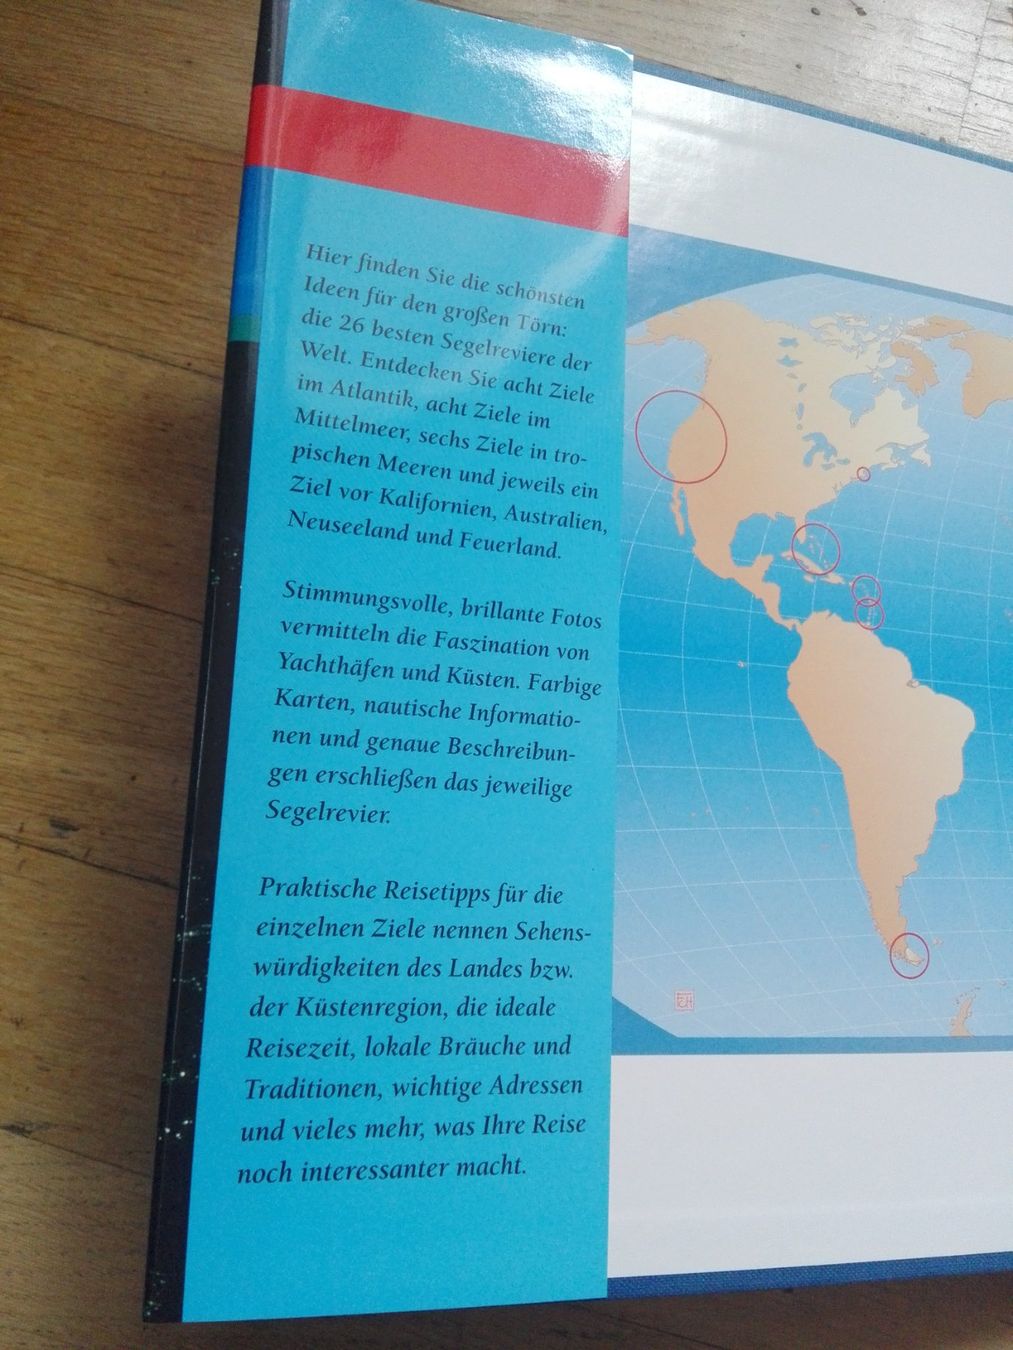 Hier finden Sie die schönsten
Ideen für den großen Törn:
die 26 besten Segelreviere der
Welt. Entdecken Sie acht Ziele
im Atlantik, acht Ziele im
Mittelmeer, sechs Ziele in tro-
pischen Meeren und jeweils ein
Ziel vor Kalifornien, Australien,
Neuseeland und Feuerland.
Stimmungsvolle, brillante Fotos
vermitteln die Faszination von
Yachthäfen und Küsten. Farbige
Karten, nautische Informatio-
nen und genaue Beschreibun-
gen erschließen das jeweilige
Segelrevier.
Praktische Reisetipps für die
einzelnen Ziele nennen Sehens-
würdigkeiten des Landes bzw.
der Küstenregion, die ideale
Reisezeit, lokale Bräuche und
Traditionen, wichtige Adressen
und vieles mehr, was Ihre Reise
noch interessanter macht.